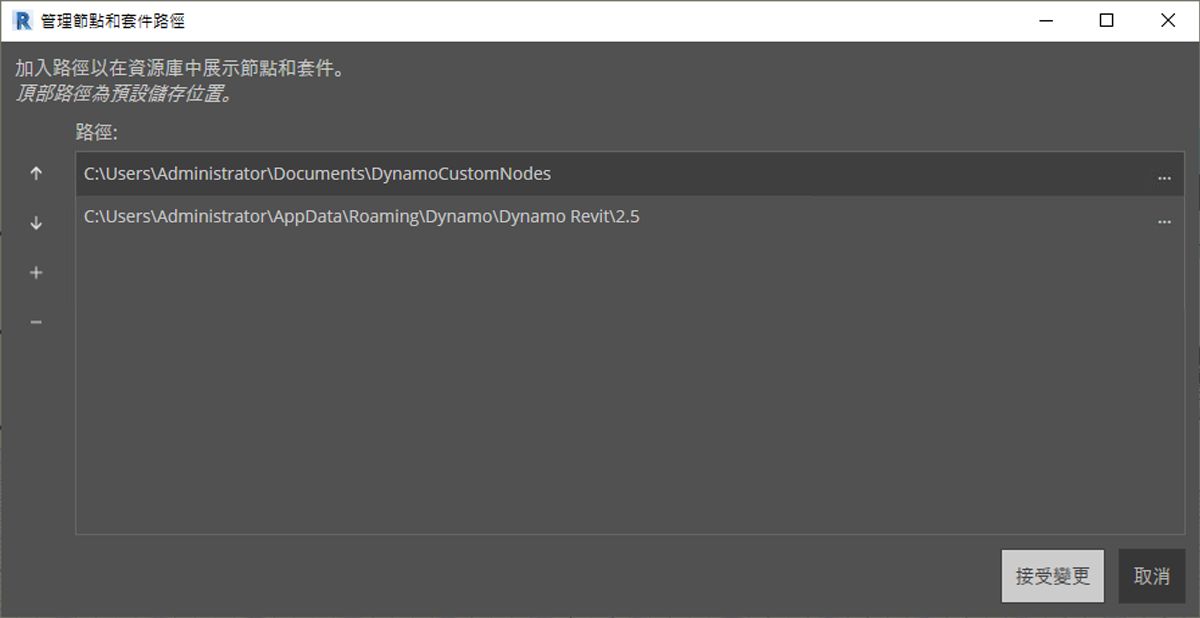 管理節點和套件路徑
加入路徑以在資源庫中展示節點和套件。
頂部路徑為預設儲存位置。
路徑:
C:\Users\Administrator\Documents\DynamoCustomNodes ...
C:\Users\Administrator\AppData\Roaming\Dynamo\Dynamo Revit\2.5 ...
接受變更 取消